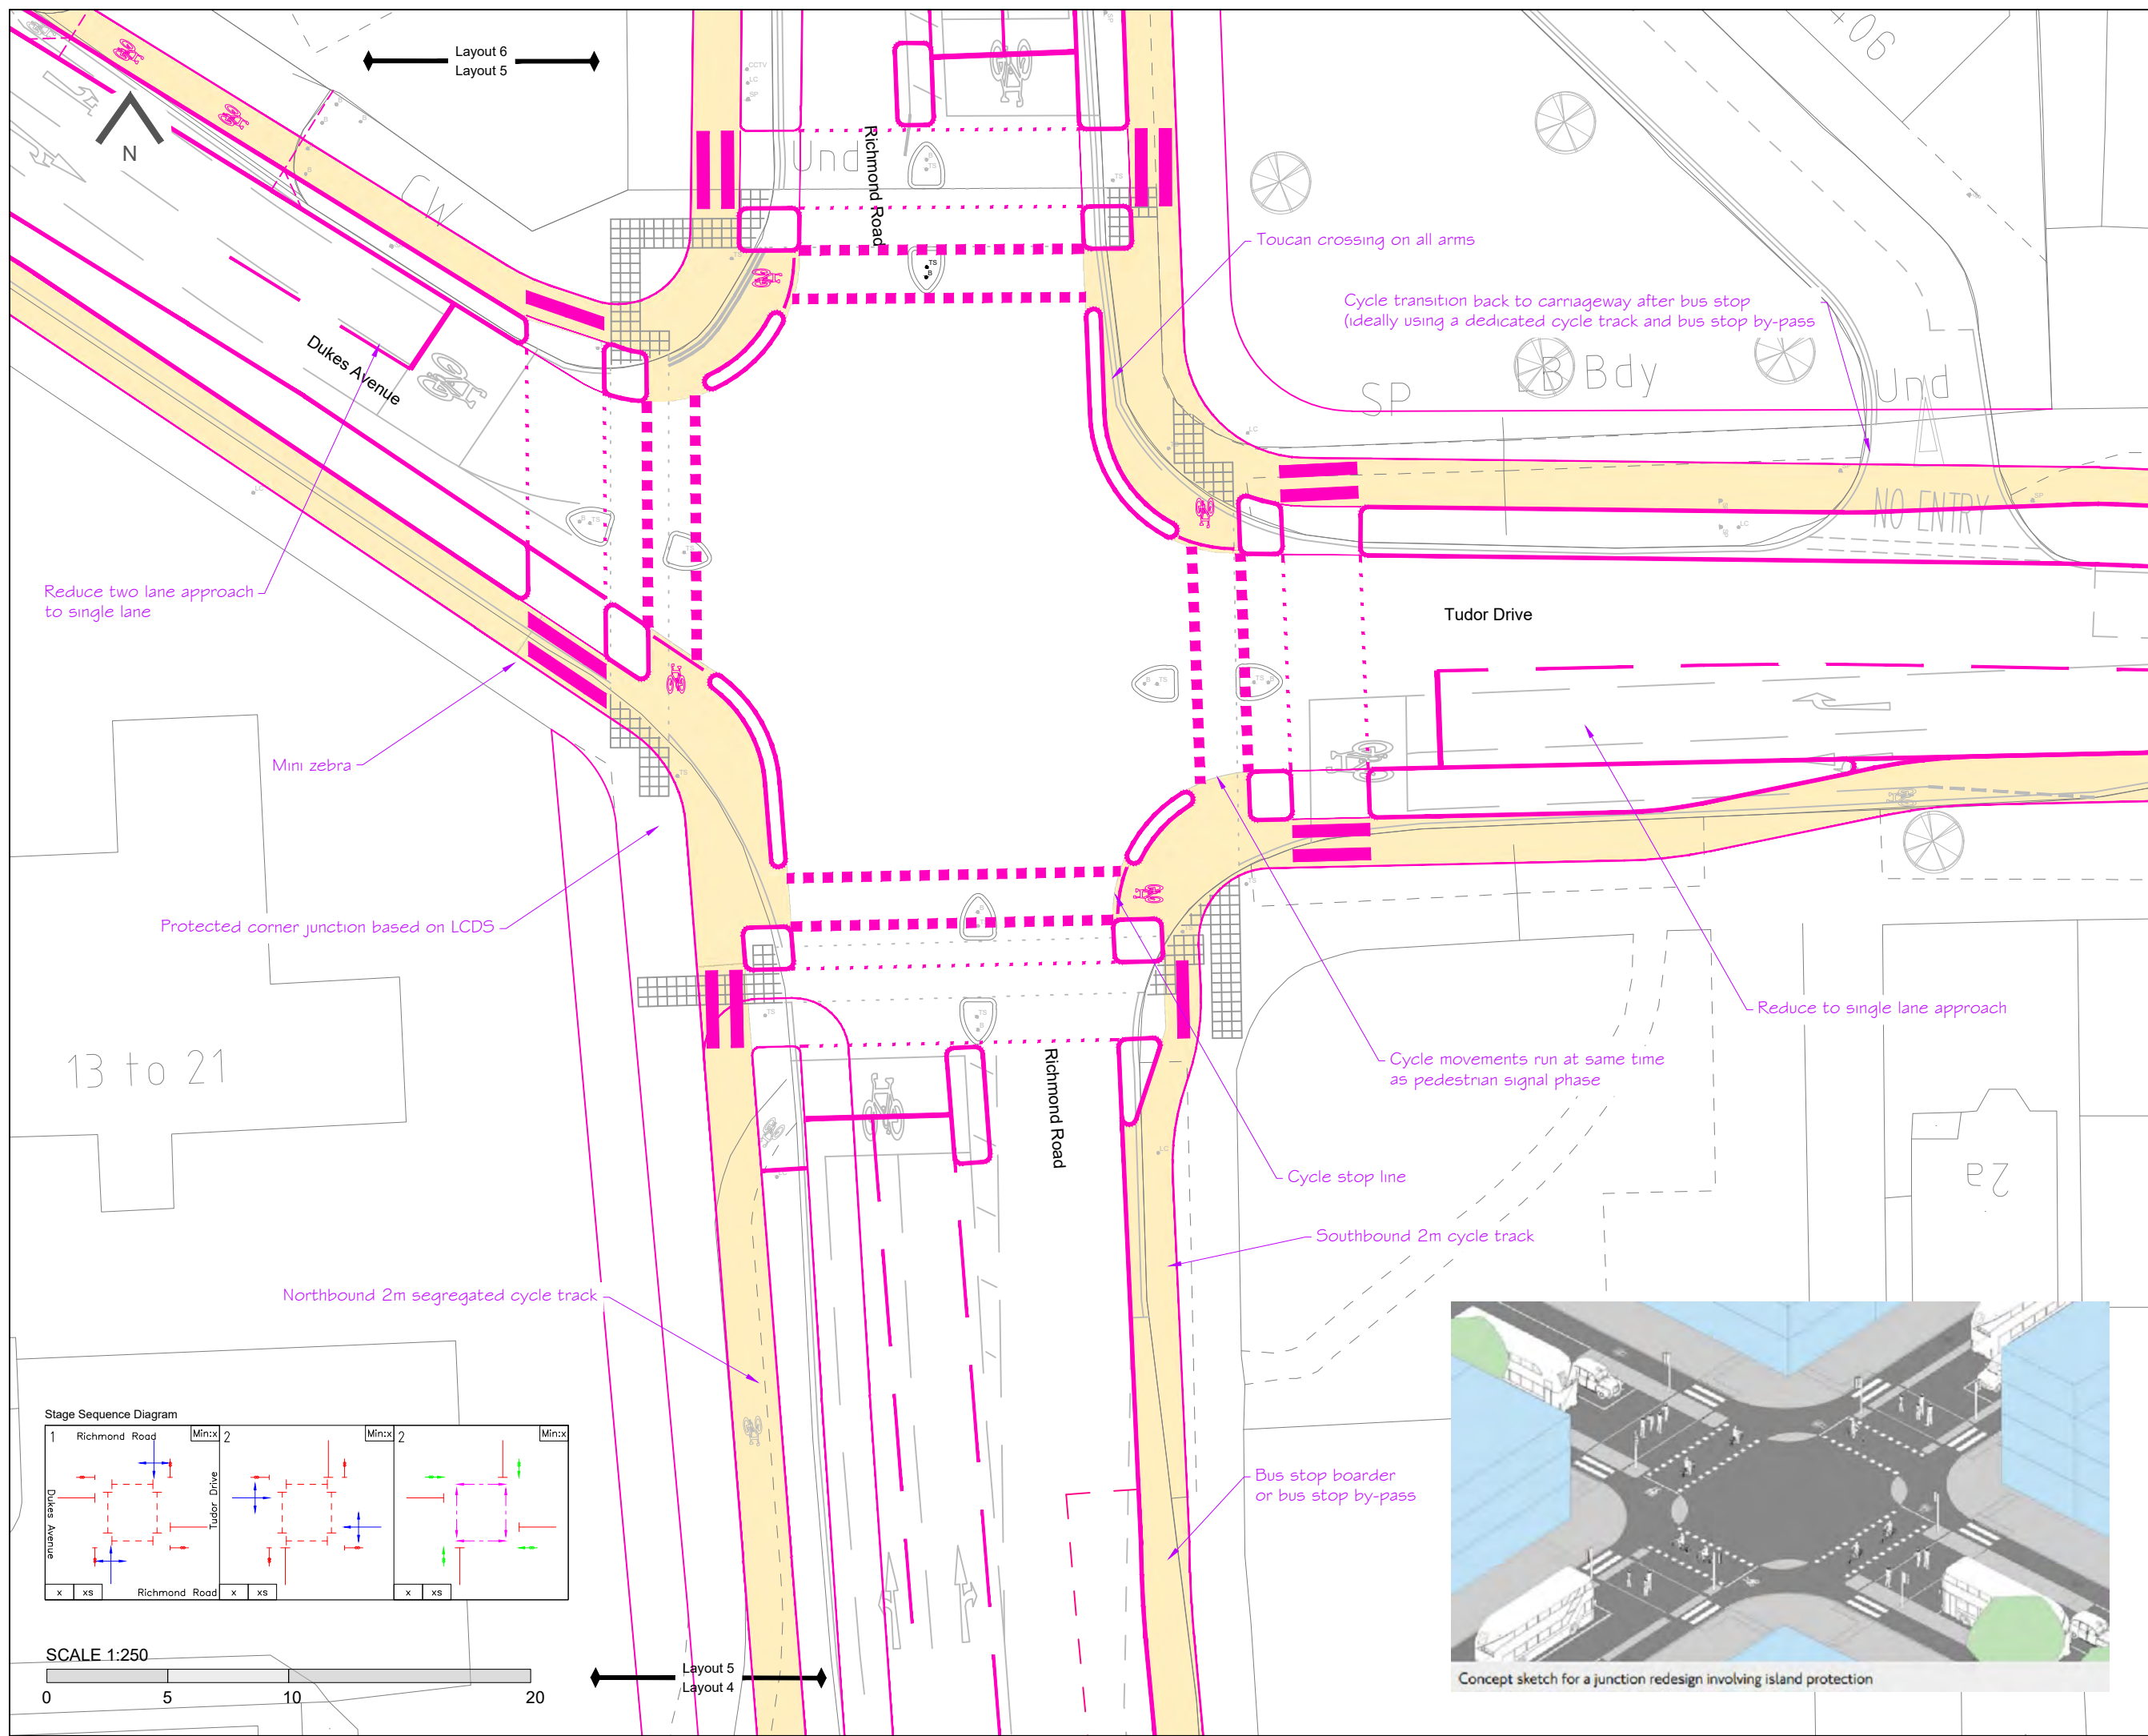 Layout 6
Layout 5
N
CW
Und
Richmond Road
CCTV
LC
SP
TS
B
90+
Toucan crossing on all arms
Cycle transition back to carriageway after bus stop
(ideally using a dedicated cycle track and bus stop by-pass
Dukes Avenue
SP
LB Bdy
Und
NO ENTRY
Reduce two lane approach
to single lane
Tudor Drive
Mini zebra
Protected corner junction based on LCDS
13 to 21
Richmond Road
Reduce to single lane approach
Cycle movements run at same time
as pedestrian signal phase
Cycle stop line
2a
Southbound 2m cycle track
Northbound 2m segregated cycle track
Bus stop boarder
or bus stop by-pass
Stage Sequence Diagram
1 Richmond Road Min:x
2 Min:x
2 Min:x
Dukes Avenue
Tudor Drive
x xs Richmond Road
x xs
x xs
SCALE 1:250
0 5 10 20
Layout 5
Layout 4
Concept sketch for a junction redesign involving island protection